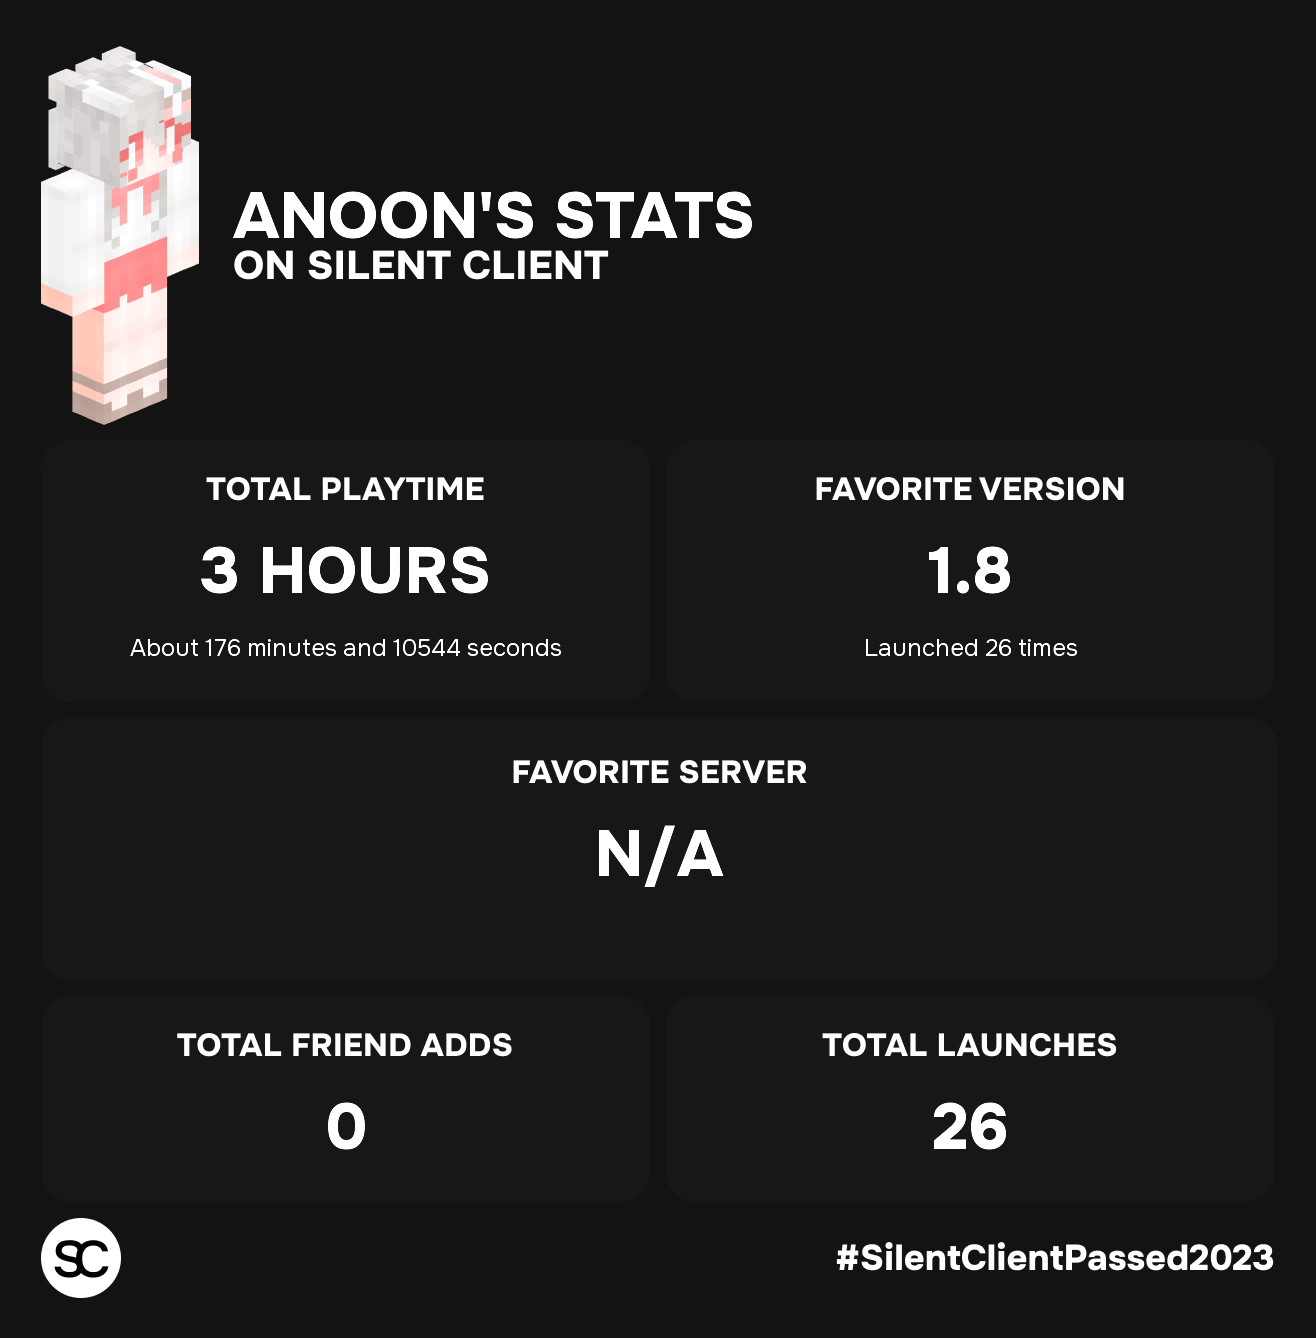 ANOON'S STATS
ON SILENT CLIENT
TOTAL PLAYTIME
3 HOURS
About 176 minutes and 10544 seconds
FAVORITE VERSION
1.8
Launched 26 times
FAVORITE SERVER
N/A
TOTAL FRIEND ADDS
0
TOTAL LAUNCHES
26
SC
#SilentClientPassed2023